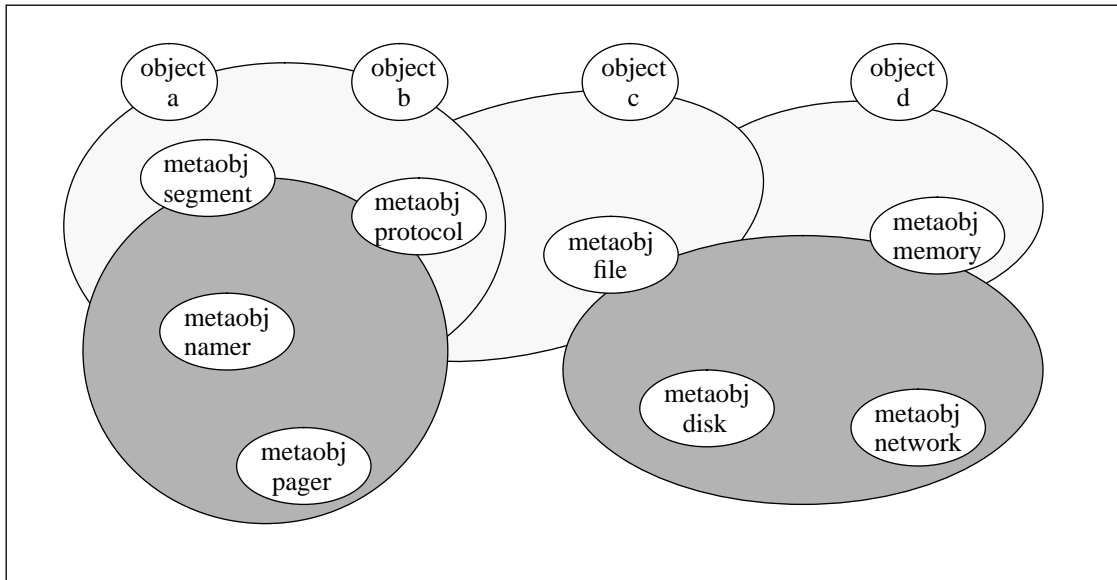 object
a
object
b
object
c
object
d
metaobj
segment
metaobj
protocol
metaobj
file
metaobj
memory
metaobj
namer
metaobj
disk
metaobj
network
metaobj
pager